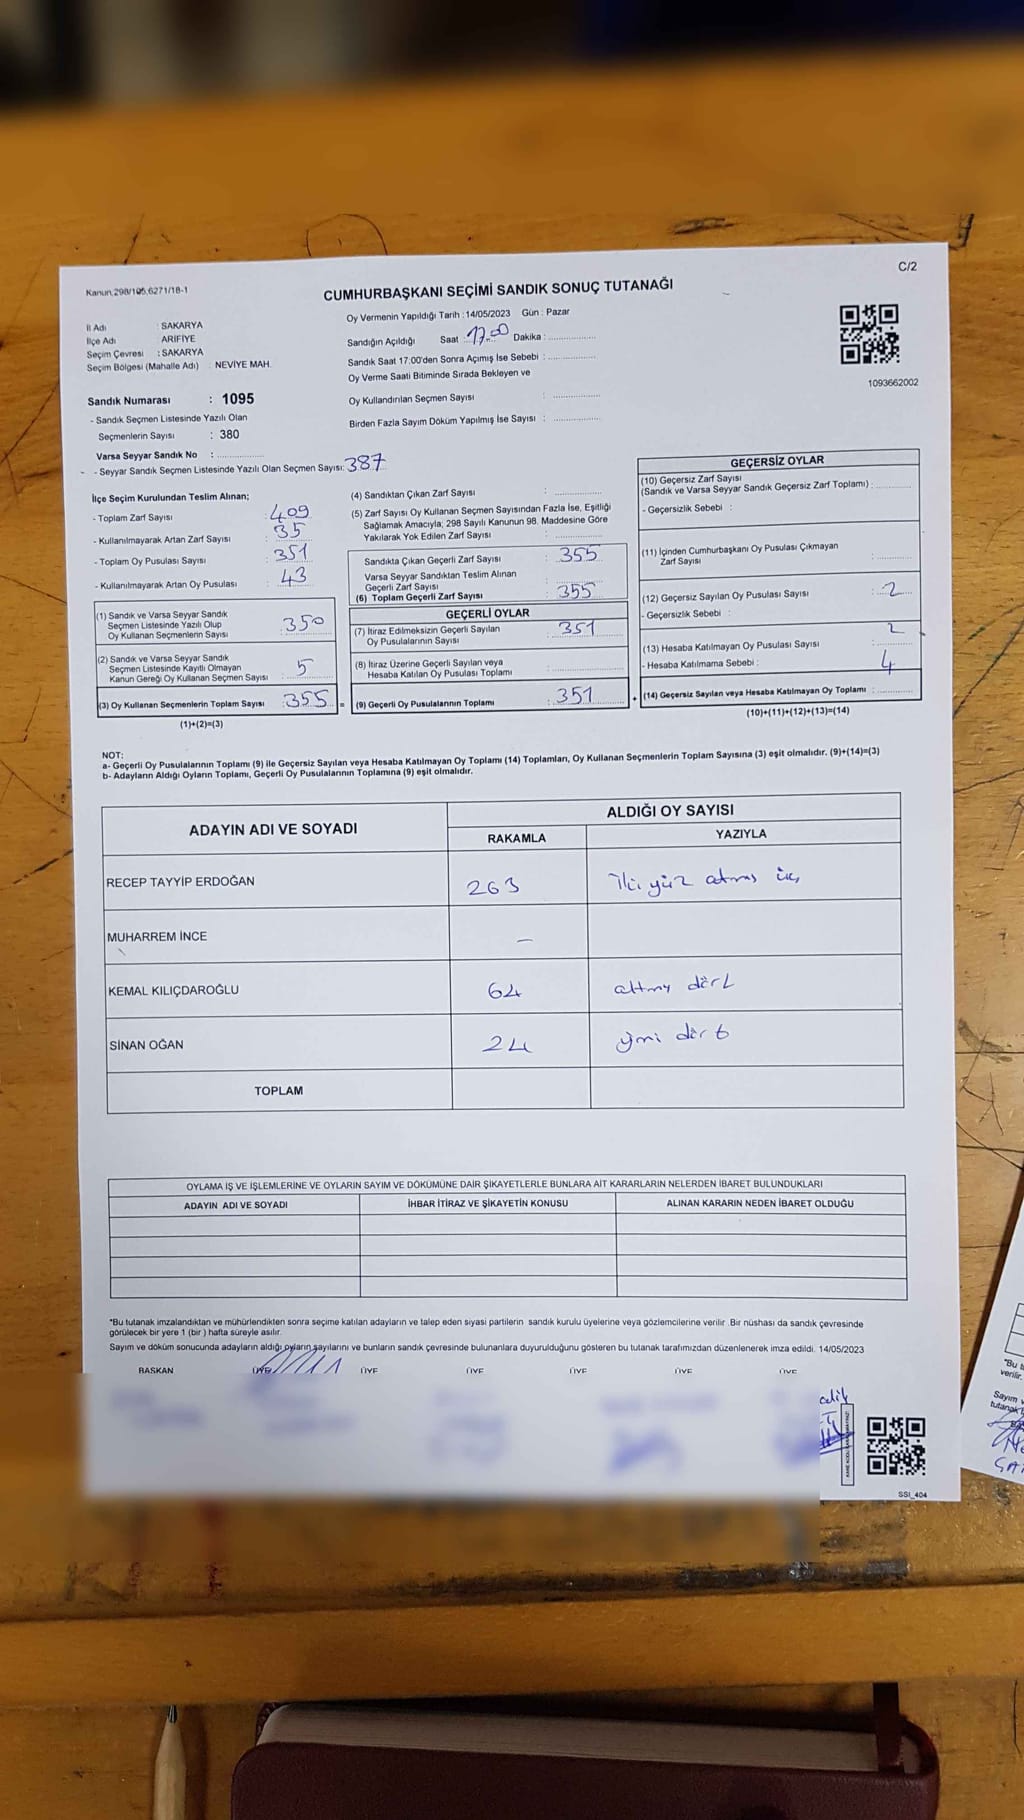 C/2
Kanun:298/105,6271/18-1
CUMHURBAŞKANI SEÇİMİ SANDIK SONUÇ TUTANAĞI
İl Adı : SAKARYA
İlçe Adı : ARİFİYE
Seçim Çevresi : SAKARYA
Seçim Bölgesi (Mahalle Adı) : NEVİYE MAH.
Sandık Numarası : 1095
- Sandık Seçmen Listesinde Yazılı Olan
Seçmenlerin Sayısı : 380
Varsa Seyyar Sandık No :
- Seyyar Sandık Seçmen Listesinde Yazılı Olan Seçmen Sayısı: 387
Oy Vermenin Yapıldığı Tarih : 14/05/2023 Gün : Pazar
Sandığın Açıldığı Saat : 17.00 Dakika :
Sandık Saat 17:00'den Sonra Açımış İse Sebebi :
Oy Verme Saati Bitiminde Sırada Bekleyen ve
Oy Kullandırılan Seçmen Sayısı :
Birden Fazla Sayım Döküm Yapılmış İse Sayısı :
1093662002
İlçe Seçim Kurulundan Teslim Alınan;
- Toplam Zarf Sayısı : 409
- Kullanılmayarak Artan Zarf Sayısı : 35
- Toplam Oy Pusulası Sayısı : 351
- Kullanılmayarak Artan Oy Pusulası : 43
(1) Sandık ve Varsa Seyyar Sandık
Seçmen Listesinde Yazılı Olup
Oy Kullanan Seçmenlerin Sayısı : 350
(2) Sandık ve Varsa Seyyar Sandık
Seçmen Listesinde Kayıtlı Olmayan
Kanun Gereği Oy Kullanan Seçmen Sayısı : 5
(3) Oy Kullanan Seçmenlerin Toplam Sayısı : 355 =
(1)+(2)=(3)
(4) Sandıktan Çıkan Zarf Sayısı :
(5) Zarf Sayısı Oy Kullanan Seçmen Sayısından Fazla İse, Eşitliği
Sağlamak Amacıyla; 298 Sayılı Kanunun 98. Maddesine Göre
Yakılarak Yok Edilen Zarf Sayısı :
Sandıkta Çıkan Geçerli Zarf Sayısı : 355
Varsa Seyyar Sandıktan Teslim Alınan
Geçerli Zarf Sayısı :
(6) Toplam Geçerli Zarf Sayısı : 355
GEÇERLİ OYLAR
(7) İtiraz Edilmeksizin Geçerli Sayılan
Oy Pusulalarının Sayısı : 351
(8) İtiraz Üzerine Geçerli Sayılan veya
Hesaba Katılan Oy Pusulası Toplamı :
(9) Geçerli Oy Pusulalarının Toplamı : 351 +
GEÇERSİZ OYLAR
(10) Geçersiz Zarf Sayısı
(Sandık ve Varsa Seyyar Sandık Geçersiz Zarf Toplamı) :
- Geçersizlik Sebebi :
(11) İçinden Cumhurbaşkanı Oy Pusulası Çıkmayan
Zarf Sayısı :
(12) Geçersiz Sayılan Oy Pusulası Sayısı : 2
- Geçersizlik Sebebi :
(13) Hesaba Katılmayan Oy Pusulası Sayısı : 2
- Hesaba Katılmama Sebebi : 4
(14) Geçersiz Sayılan veya Hesaba Katılmayan Oy Toplamı :
(10)+(11)+(12)+(13)=(14)
NOT:
a- Geçerli Oy Pusulalarının Toplamı (9) ile Geçersiz Sayılan veya Hesaba Katılmayan Oy Toplamı (14) Toplamları, Oy Kullanan Seçmenlerin Toplam Sayısına (3) eşit olmalıdır. (9)+(14)=(3)
b- Adayların Aldığı Oyların Toplamı, Geçerli Oy Pusulalarının Toplamına (9) eşit olmalıdır.
ADAYIN ADI VE SOYADI
ALDIĞI OY SAYISI
RAKAMLA YAZIYLA
RECEP TAYYİP ERDOĞAN 263 iki yüz atmış üç
MUHARREM İNCE —
KEMAL KILIÇDAROĞLU 64 altmış dört
SİNAN OĞAN 24 yirmi dört
TOPLAM
OYLAMA İŞ VE İŞLEMLERİNE VE OYLARIN SAYIM VE DÖKÜMÜNE DAİR ŞİKAYETLERLE BUNLARA AİT KARARLARIN NELERDEN İBARET BULUNDUKLARI
ADAYIN ADI VE SOYADI İHBAR İTİRAZ VE ŞİKAYETİN KONUSU ALINAN KARARIN NEDEN İBARET OLDUĞU
*Bu tutanak imzalandıktan ve mühürlendikten sonra seçime katılan adayların ve talep eden siyasi partilerin sandık kurulu üyelerine veya gözlemcilerine verilir .Bir nüshası da sandık çevresinde
görülecek bir yere 1 (bir ) hafta süreyle asılır.
Sayım ve döküm sonucunda adayların aldığı oyların sayılarını ve bunların sandık çevresinde bulunanlara duyurulduğunu gösteren bu tutanak tarafımızdan düzenlenerek imza edildi. 14/05/2023
BAŞKAN ÜYE ÜYE ÜYE ÜYE ÜYE
SSI_404
*Bu t
verilir.
Sayım v
tutanak t